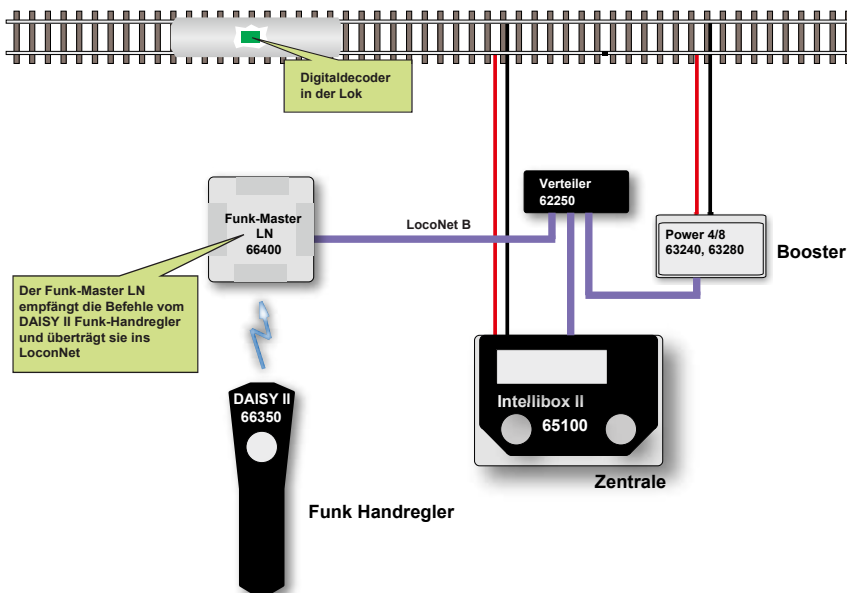 Digitaldecoder
in der Lok
Verteiler
62250
Funk-Master
LN
66400
LocoNet B
Power 4/8
63240, 63280
Booster
Der Funk-Master LN
empfängt die Befehle vom
DAISY II Funk-Handregler
und überträgt sie ins
LoconNet
Intellibox II
65100
DAISY II
66350
Zentrale
Funk Handregler